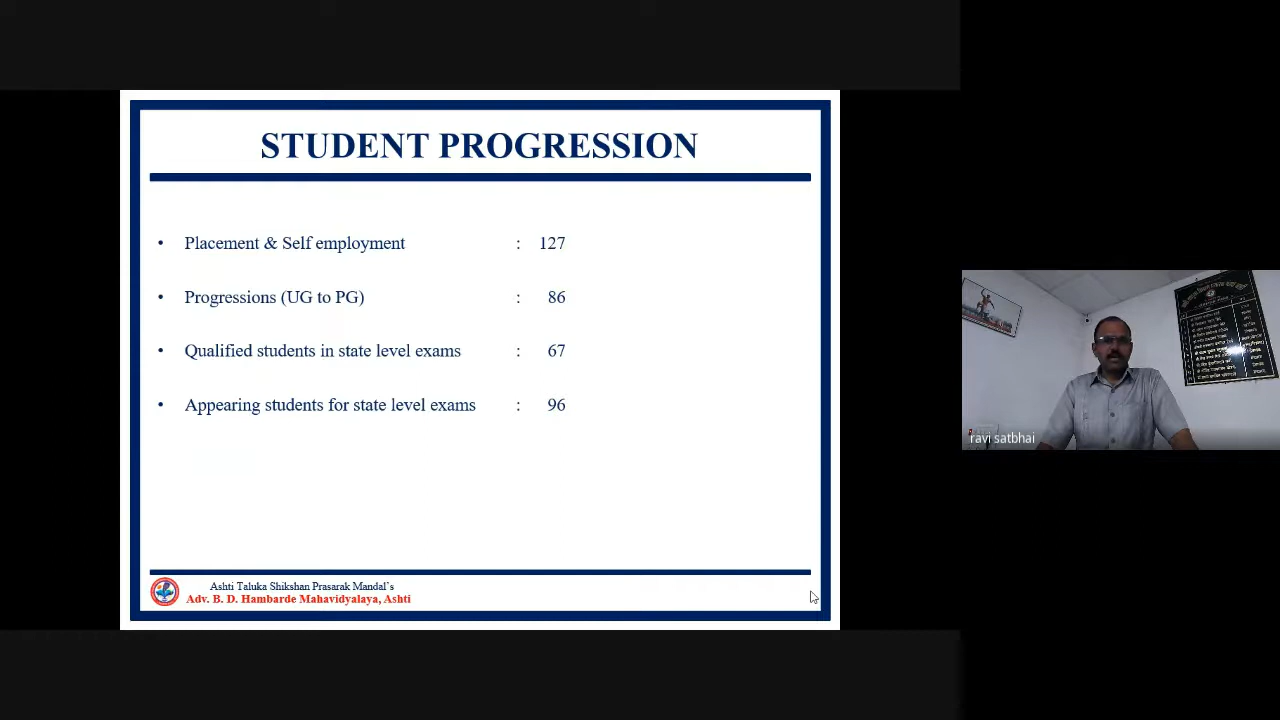 STUDENT PROGRESSION
• Placement & Self employment : 127
• Progressions (UG to PG) : 86
• Qualified students in state level exams : 67
• Appearing students for state level exams : 96
Ashti Taluka Shikshan Prasarak Mandal's
Adv. B. D. Hambarde Mahavidyalaya, Ashti
ravi satbhai